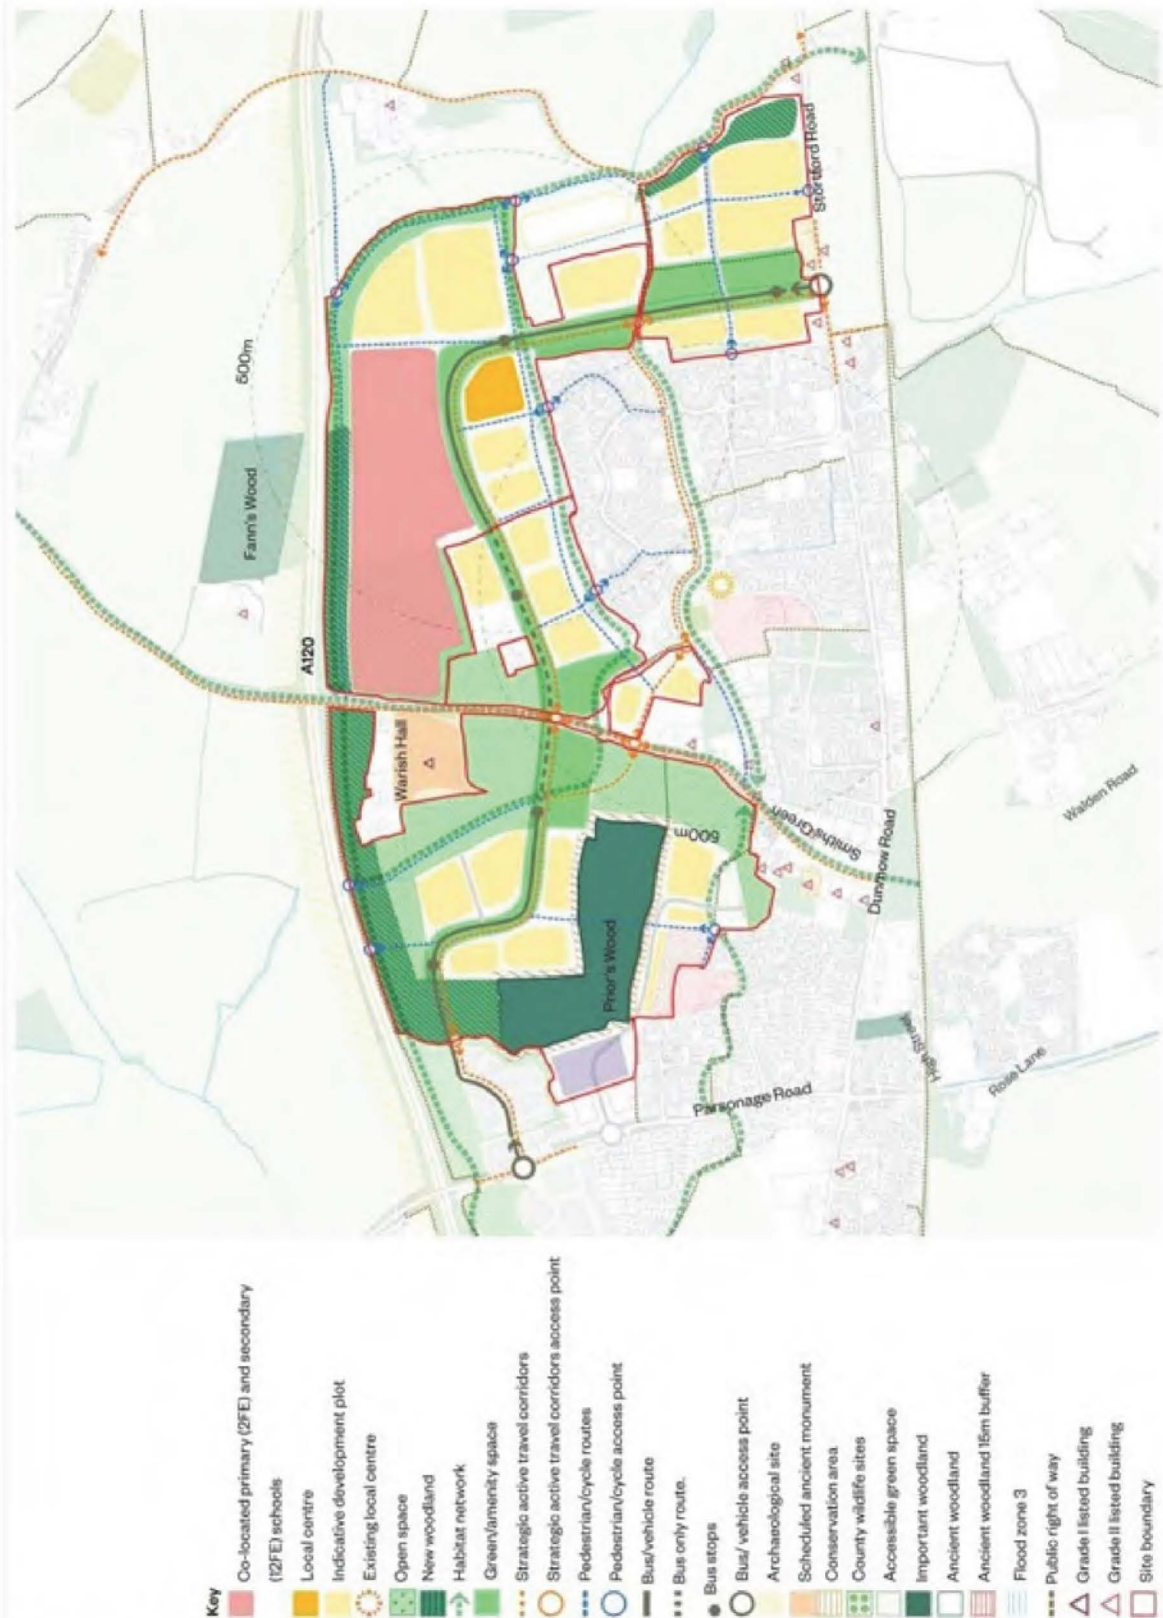 Fann's Wood
500m
A120
Warish Hall
500m
Prior's Wood
Stortford Road
Smiths Green
Dunmow Road
Walden Road
High Street
Rose Lane
Parsonage Road
Key
Co-located primary (2FE) and secondary
(12FE) schools
Local centre
Indicative development plot
Existing local centre
Open space
New woodland
Habitat network
Green/amenity space
Strategic active travel corridors
Strategic active travel corridors access point
Pedestrian/cycle routes
Pedestrian/cycle access point
Bus/vehicle route
Bus only route.
Bus stops
Bus/ vehicle access point
Archaeological site
Scheduled ancient monument
Conservation area
County wildlife sites
Accessible green space
Important woodland
Ancient woodland
Ancient woodland 15m buffer
Flood zone 3
Public right of way
Grade I listed building
Grade II listed building
Site boundary